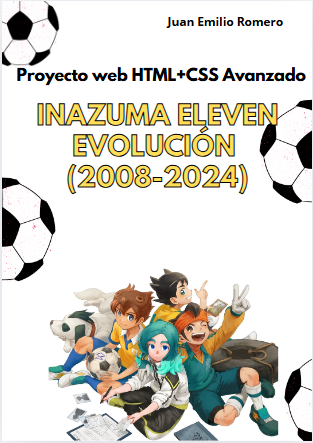 Juan Emilio Romero
Proyecto web HTML+CSS Avanzado
INAZUMA ELEVEN
EVOLUCIÓN
(2008-2024)